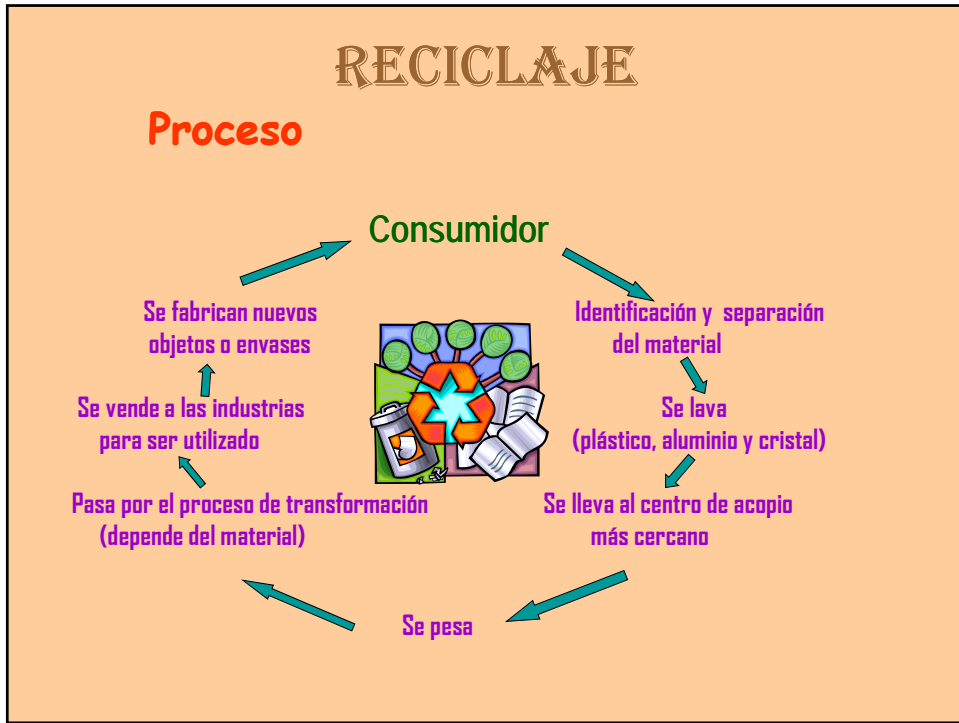 RECICLAJE
Proceso
Consumidor
Identificación y separación
del material
Se lava
(plástico, aluminio y cristal)
Se lleva al centro de acopio
más cercano
Se pesa
Pasa por el proceso de transformación
(depende del material)
Se vende a las industrias
para ser utilizado
Se fabrican nuevos
objetos o envases